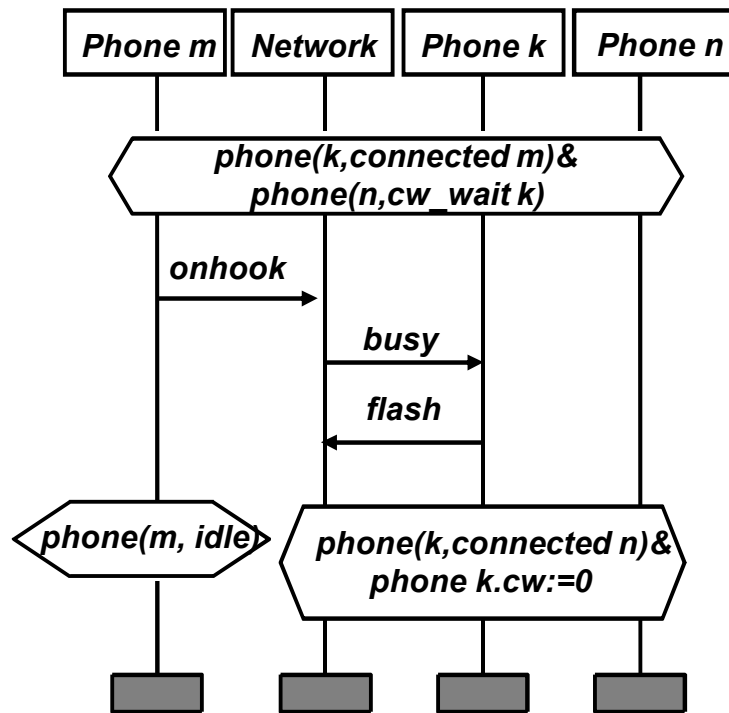 Phone m
Network
Phone k
Phone n
phone(k,connected m)&
phone(n,cw_wait k)
onhook
busy
flash
phone(m, idle)
phone(k,connected n)&
phone k.cw:=0